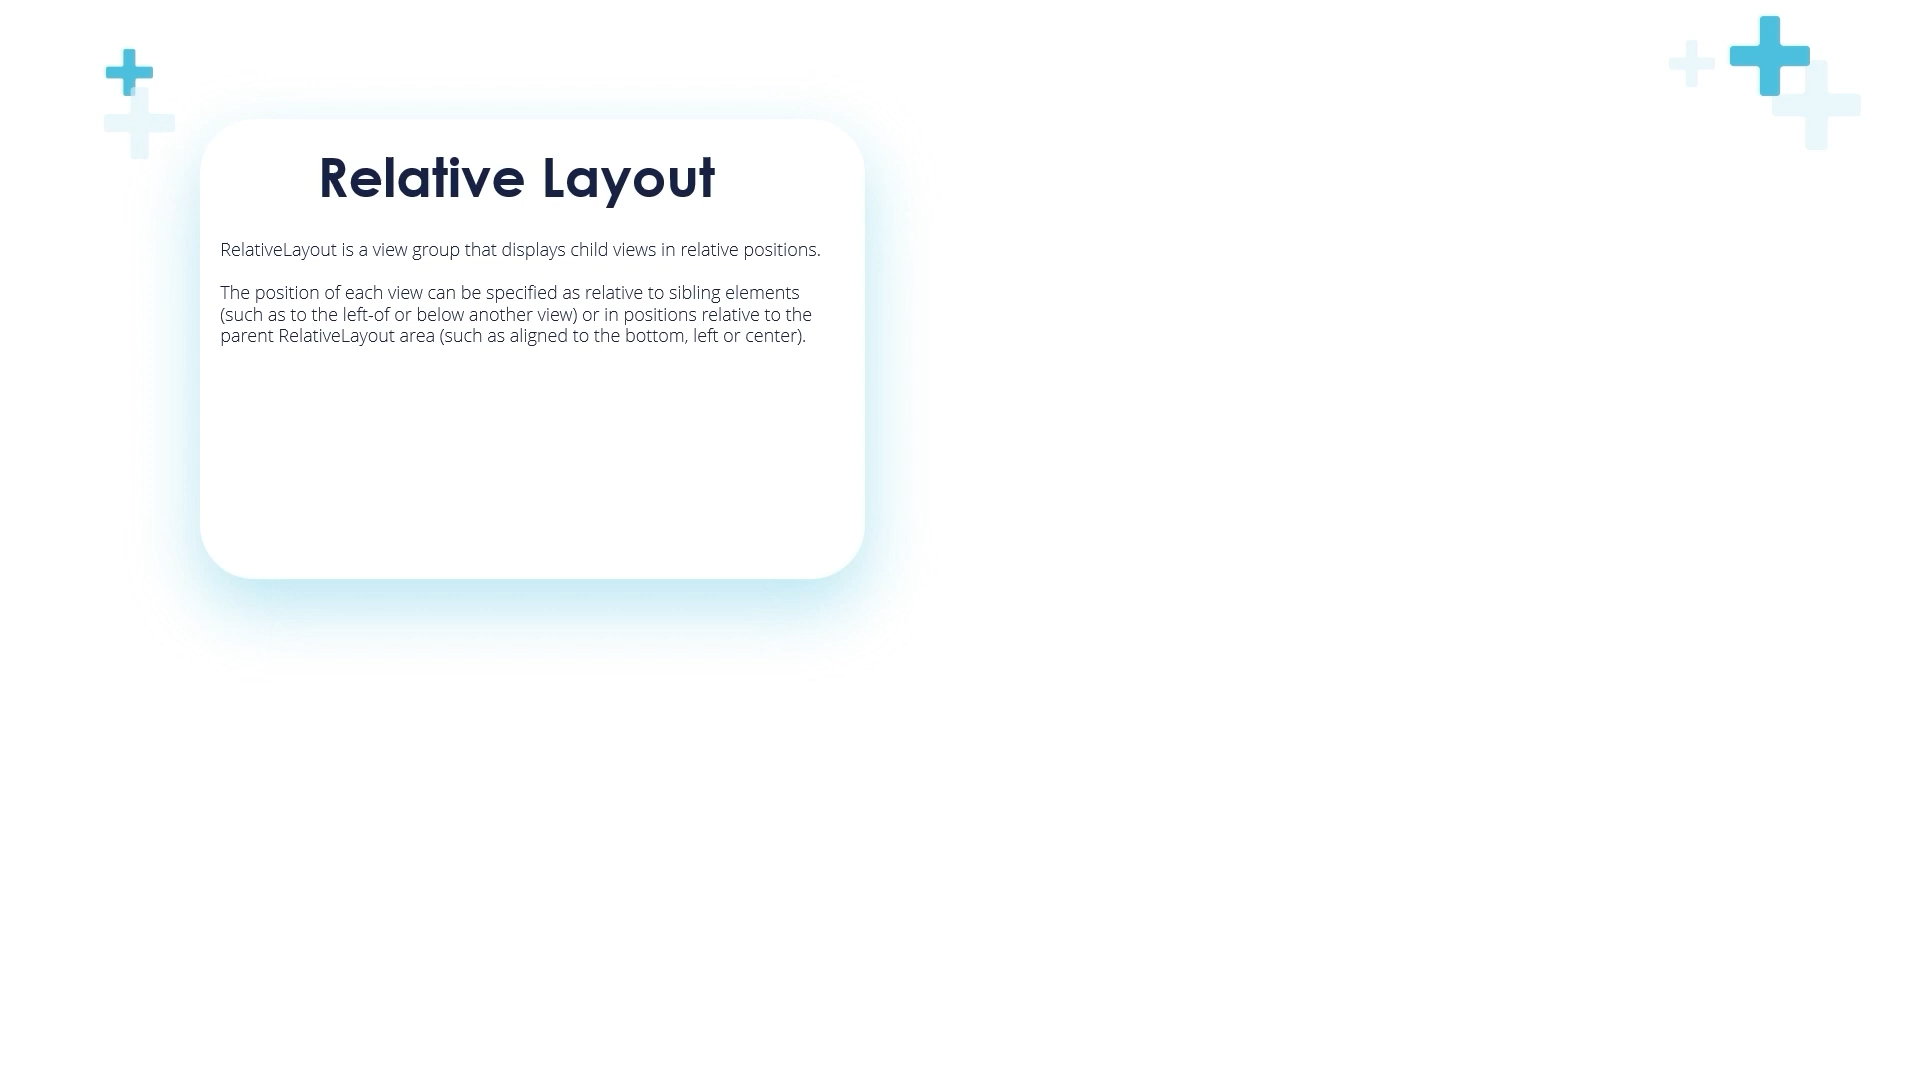 Relative Layout
RelativeLayout is a view group that displays child views in relative positions.
The position of each view can be specified as relative to sibling elements
(such as to the left-of or below another view) or in positions relative to the
parent RelativeLayout area (such as aligned to the bottom, left or center).